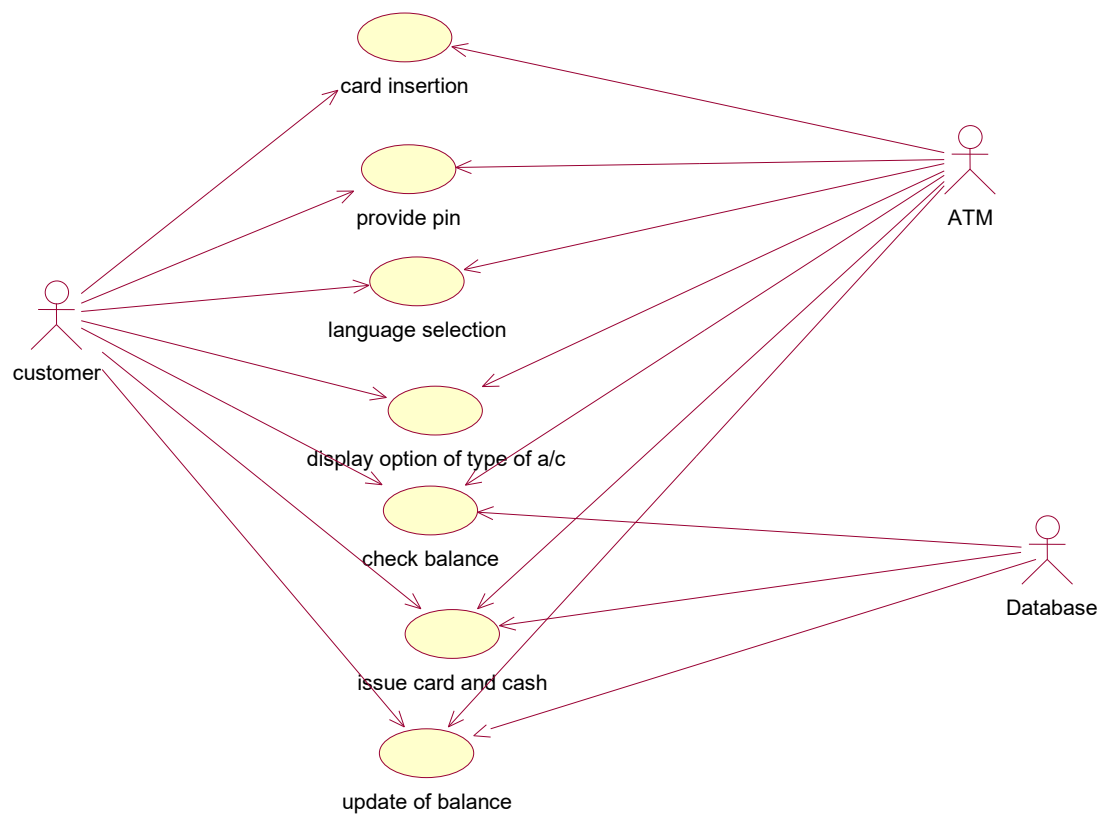 card insertion
provide pin
ATM
language selection
customer
display option of type of a/c
check balance
Database
issue card and cash
update of balance